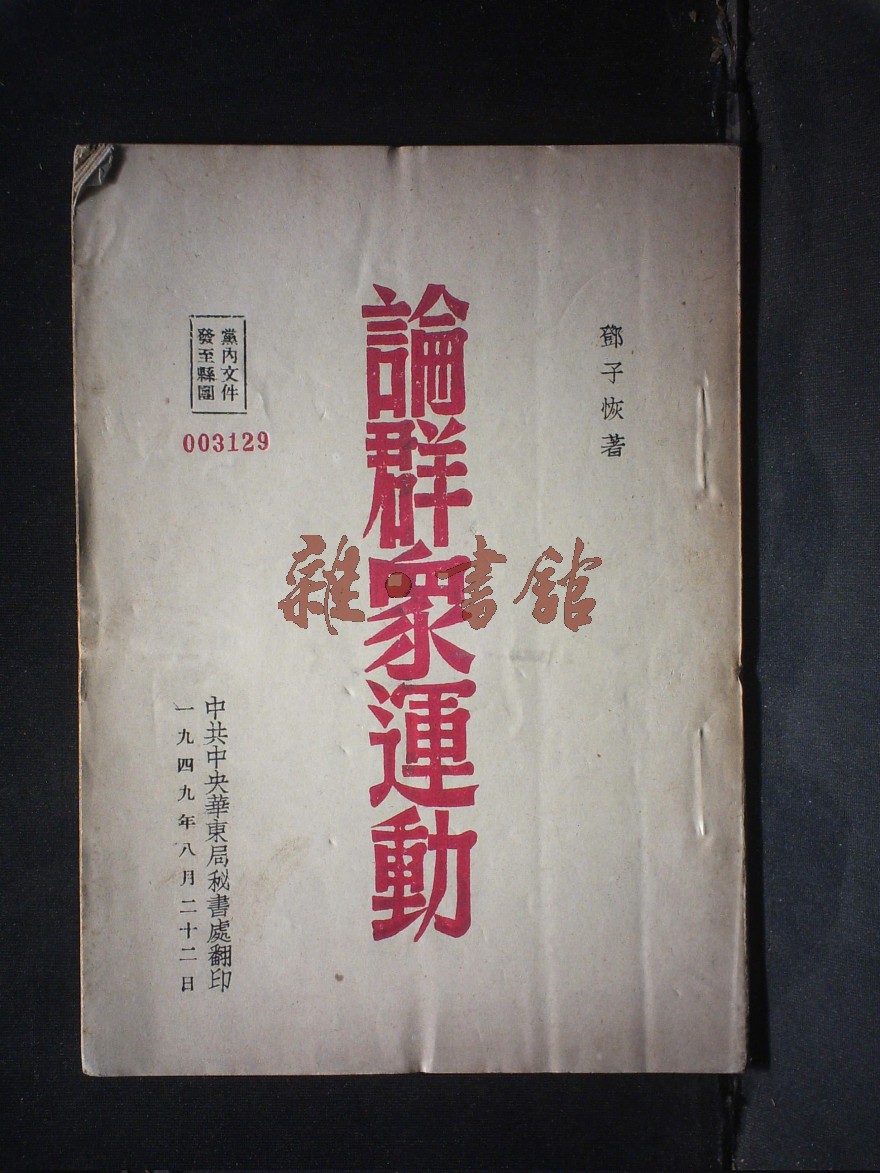 鄧子恢著
論群衆運動
黨內文件
發至縣團
003129
中共中央華東局秘書處翻印
一九四九年八月二十二日
雜·書館